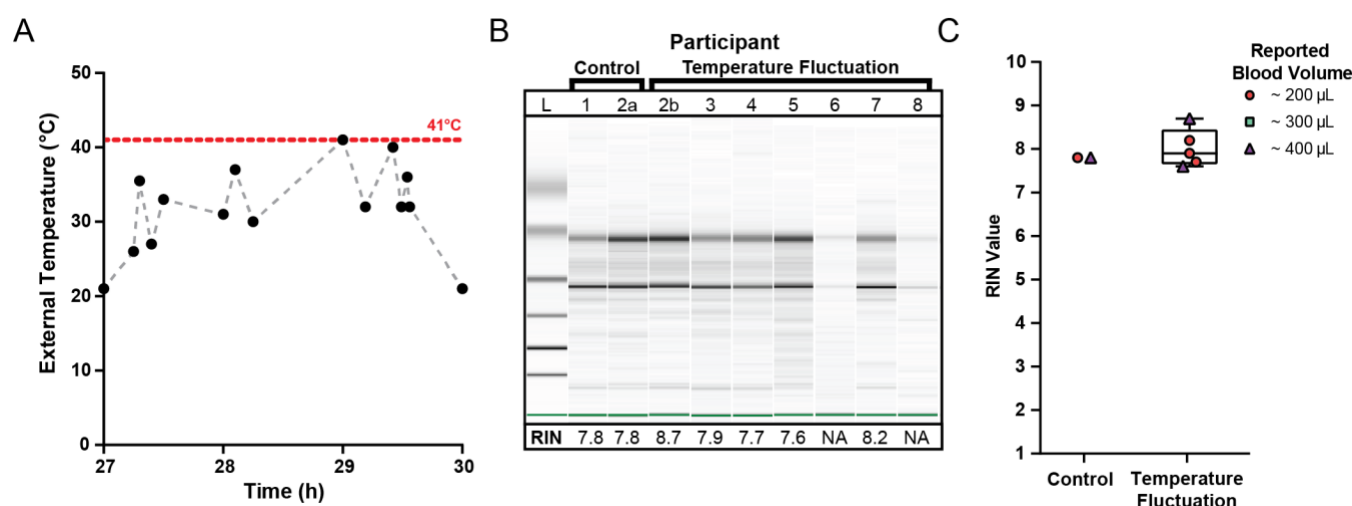 A
External Temperature (°C)
50
40
30
20
10
0
41°C
27
28
29
30
Time (h)
B
Participant
Control
Temperature Fluctuation
L 1 2a 2b 3 4 5 6 7 8
RIN 7.8 7.8 8.7 7.9 7.7 7.6 NA 8.2 NA
C
RIN Value
10
9
8
7
6
5
4
3
2
1
Control
Temperature
Fluctuation
Reported
Blood Volume
~ 200 µL
~ 300 µL
~ 400 µL